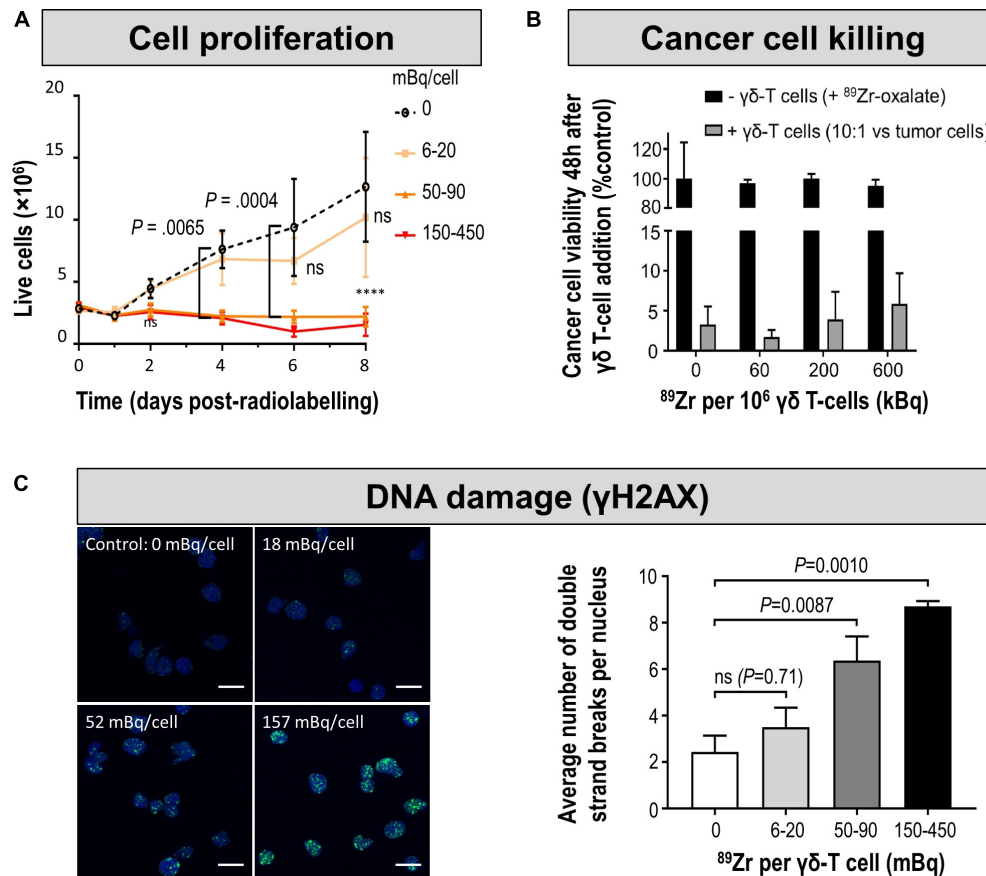 A
Cell proliferation
mBq/cell
0
6-20
50-90
150-450
Live cells (×10⁶)
20
15
10
5
0
P = .0065
P = .0004
ns
ns
ns
****
0
2
4
6
8
Time (days post-radiolabelling)
B
Cancer cell killing
- γδ-T cells (+ ⁸⁹Zr-oxalate)
+ γδ-T cells (10:1 vs tumor cells)
Cancer cell viability 48h after
γδ T-cell addition (%control)
120
100
80
15
10
5
0
0
60
200
600
⁸⁹Zr per 10⁶ γδ T-cells (kBq)
C
DNA damage (γH2AX)
Control: 0 mBq/cell
18 mBq/cell
52 mBq/cell
157 mBq/cell
Average number of double
strand breaks per nucleus
10
8
6
4
2
0
P=0.0010
P=0.0087
ns (P=0.71)
0
6-20
50-90
150-450
⁸⁹Zr per γδ-T cell (mBq)